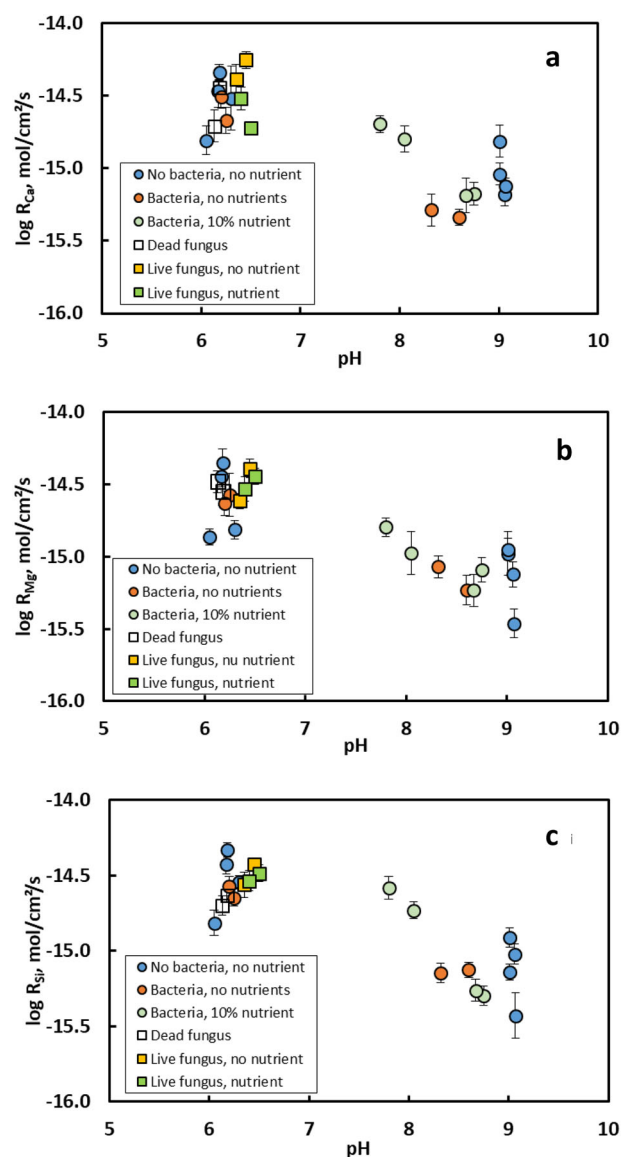 a
-14.0
-14.5
-15.0
-15.5
-16.0
log R_Ca, mol/cm²/s
No bacteria, no nutrient
Bacteria, no nutrients
Bacteria, 10% nutrient
Dead fungus
Live fungus, no nutrient
Live fungus, nutrient
5 6 7 8 9 10
pH
b
-14.0
-14.5
-15.0
-15.5
-16.0
log R_Mg, mol/cm²/s
No bacteria, no nutrient
Bacteria, no nutrients
Bacteria, 10% nutrient
Dead fungus
Live fungus, nu nutrient
Live fungus, nutrient
5 6 7 8 9 10
pH
c i
-14.0
-14.5
-15.0
-15.5
-16.0
log R_Si, mol/cm²/s
No bacteria, no nutrient
Bacteria, no nutrients
Bacteria, 10% nutrient
Dead fungus
Live fungus, no nutrient
Live fungus, nutrient
5 6 7 8 9 10
pH